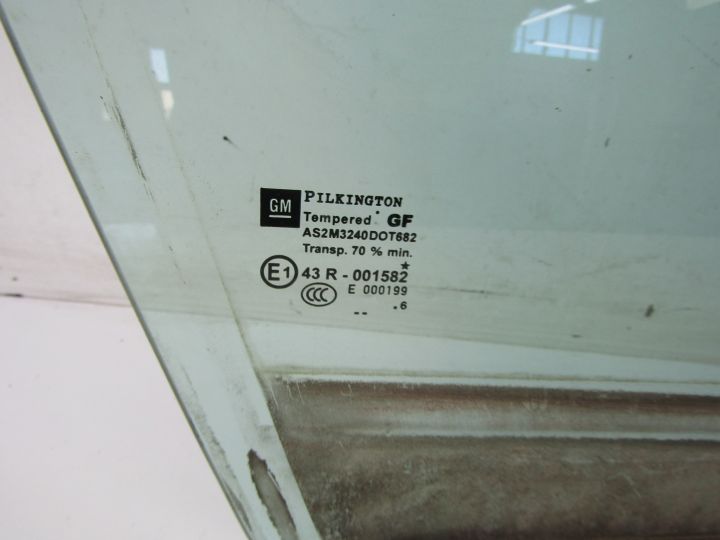 GM PILKINGTON
Tempered GF
AS2M3240DOT682
Transp. 70 % min.
E1 43 R - 001582
CCC E 000199
-- .6